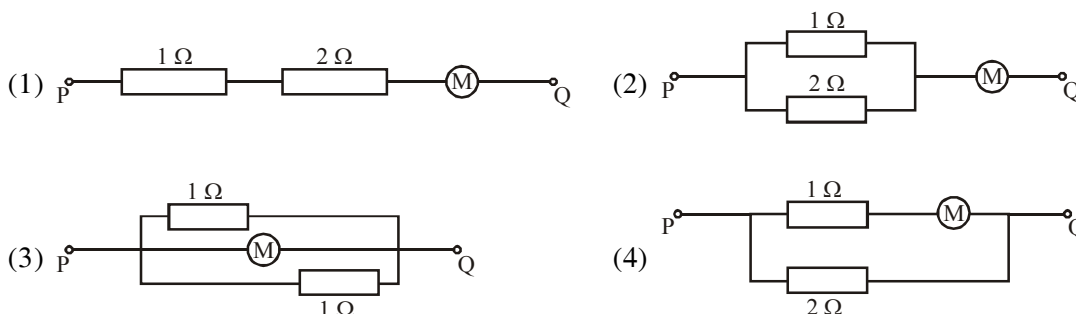 (1) P 1 Ω 2 Ω M Q
(2) P 1 Ω 2 Ω M Q
(3) P 1 Ω M 1 Ω Q
(4) P 1 Ω M 2 Ω